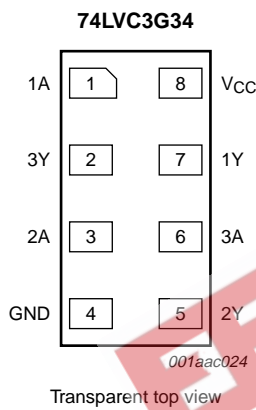 74LVC3G34
1A 1 8 VCC
3Y 2 7 1Y
2A 3 6 3A
GND 4 5 2Y
001aac024
Transparent top view